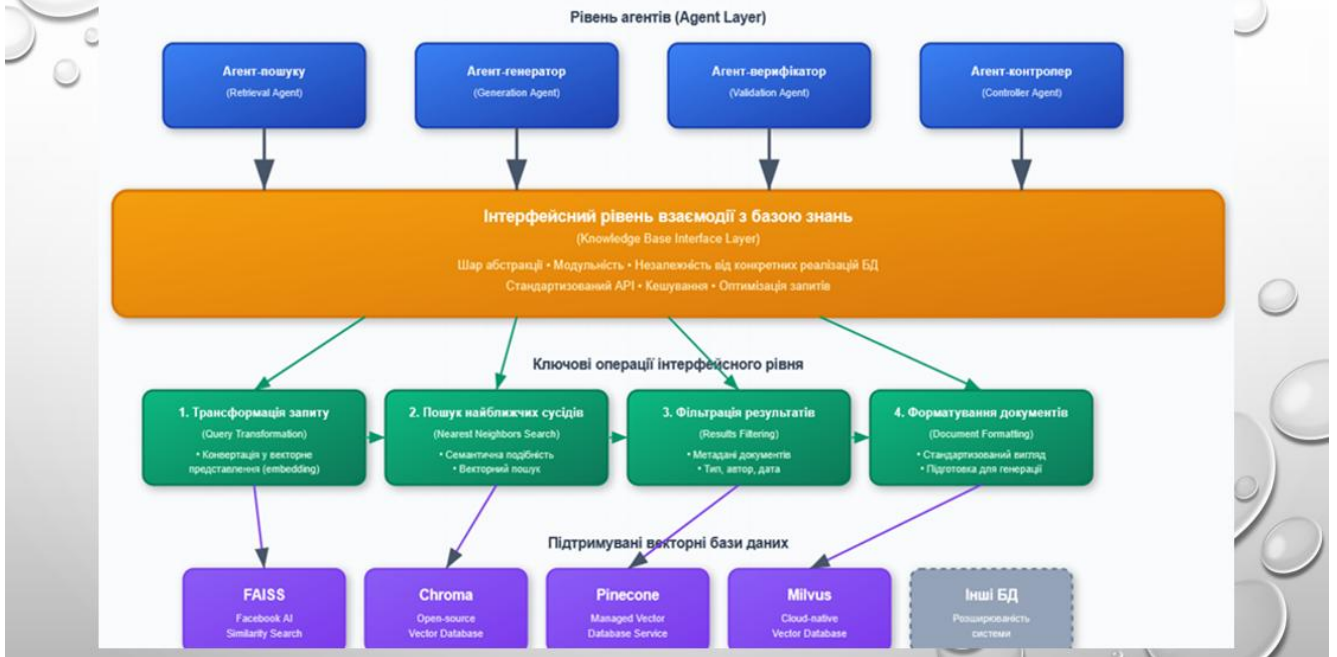 Рівень агентів (Agent Layer)
Агент-пошуку
(Retrieval Agent)
Агент-генератор
(Generation Agent)
Агент-верифікатор
(Validation Agent)
Агент-контролер
(Controller Agent)
Інтерфейсний рівень взаємодії з базою знань
(Knowledge Base Interface Layer)
Шар абстракції • Модульність • Незалежність від конкретних реалізацій БД
Стандартизований API • Кешування • Оптимізація запитів
Ключові операції інтерфейсного рівня
1. Трансформація запиту
(Query Transformation)
• Конвертація у векторне
представлення (embedding)
2. Пошук найближчих сусідів
(Nearest Neighbors Search)
• Семантична подібність
• Векторний пошук
3. Фільтрація результатів
(Results Filtering)
• Метадані документів
• Тип, автор, дата
4. Форматування документів
(Document Formatting)
• Стандартизований вигляд
• Підготовка для генерації
Підтримувані векторні бази даних
FAISS
Facebook AI
Similarity Search
Chroma
Open-source
Vector Database
Pinecone
Managed Vector
Database Service
Milvus
Cloud-native
Vector Database
Інші БД
Розширюваність
системи